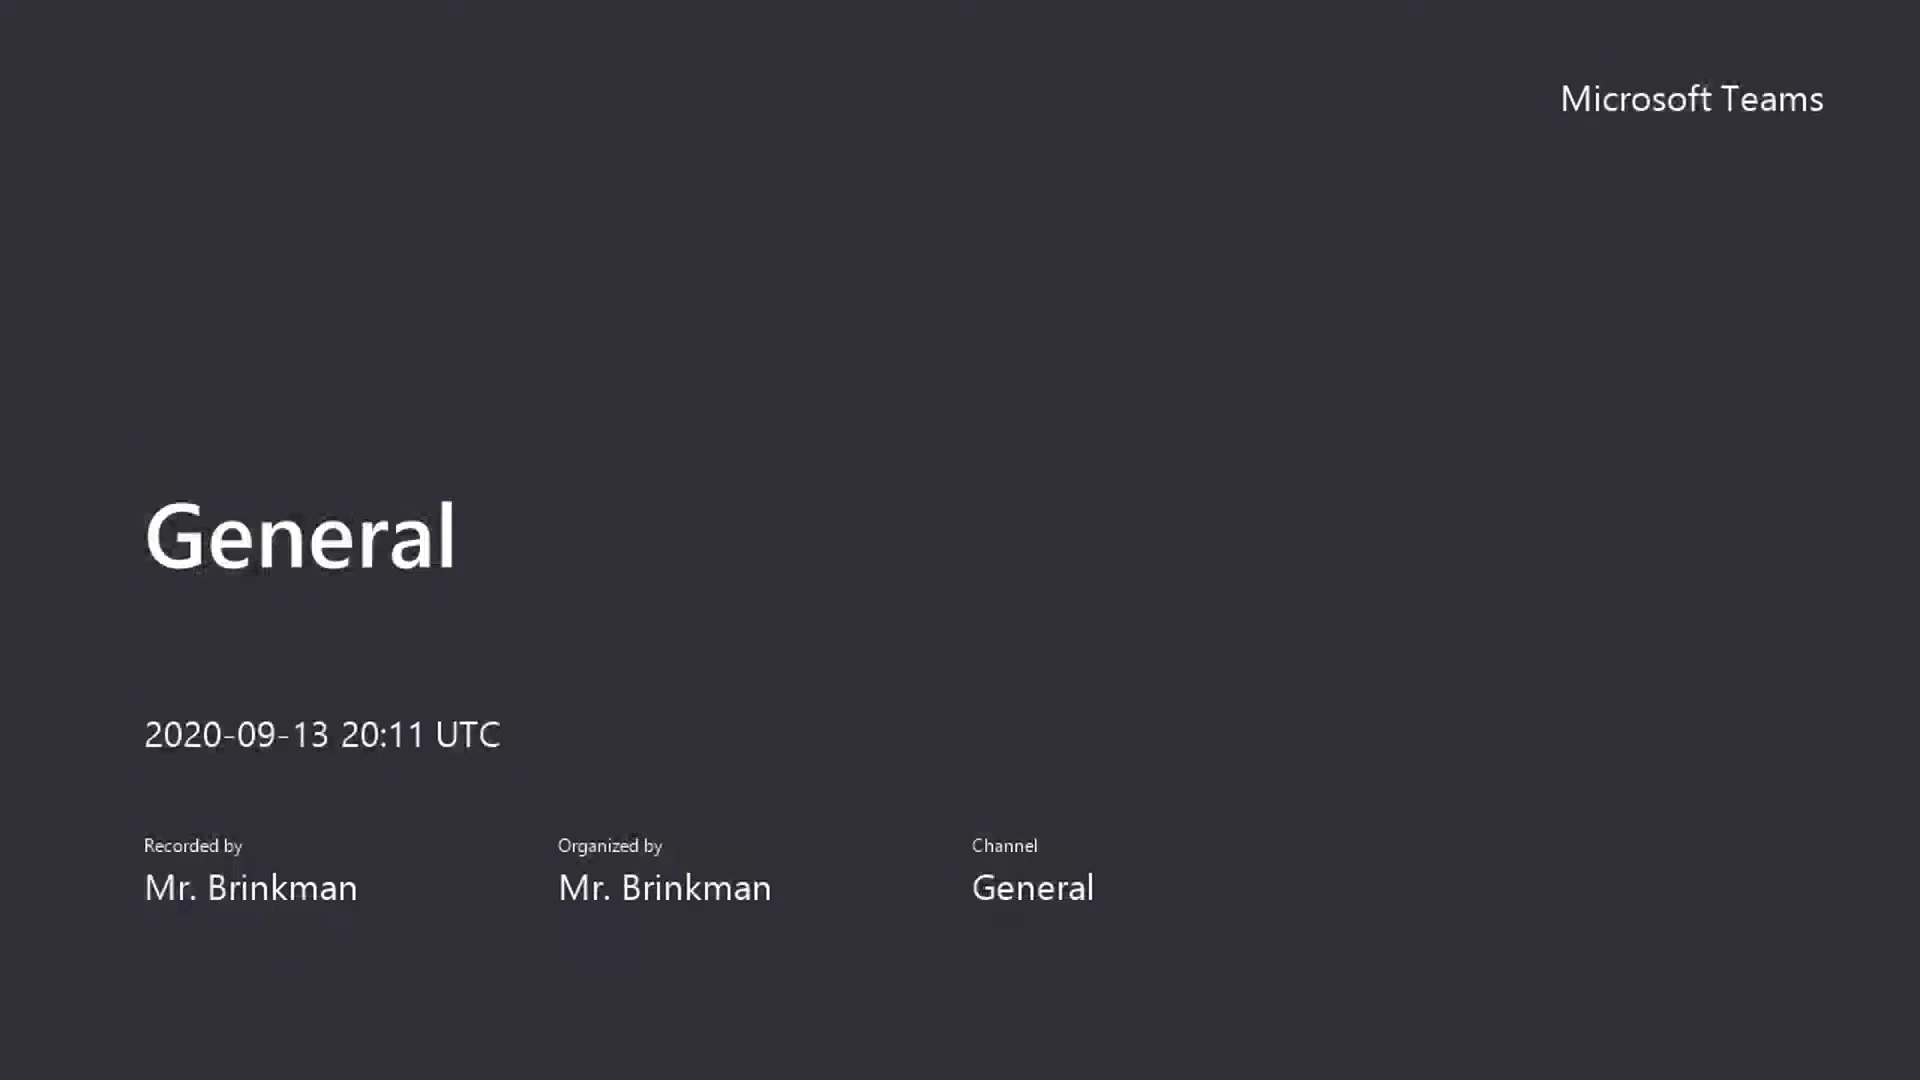 Microsoft Teams
General
2020-09-13 20:11 UTC
Recorded by
Mr. Brinkman
Organized by
Mr. Brinkman
Channel
General